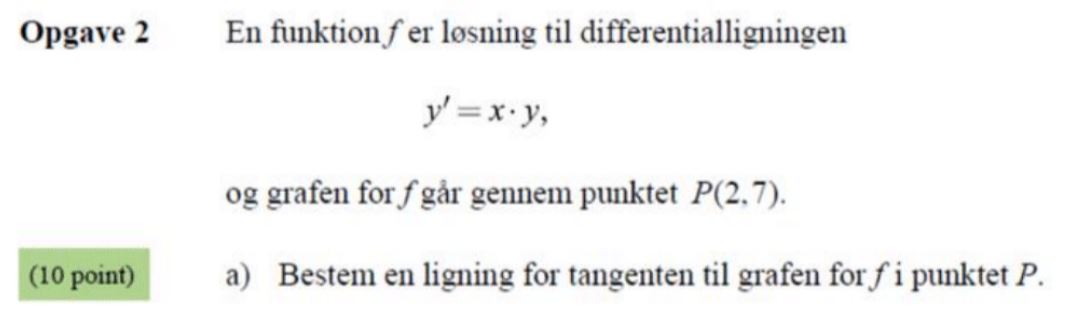 Opgave 2 En funktion f er løsning til differentialligningen
y' = x · y,
og grafen for f går gennem punktet P(2,7).
(10 point) a) Bestem en ligning for tangenten til grafen for f i punktet P.